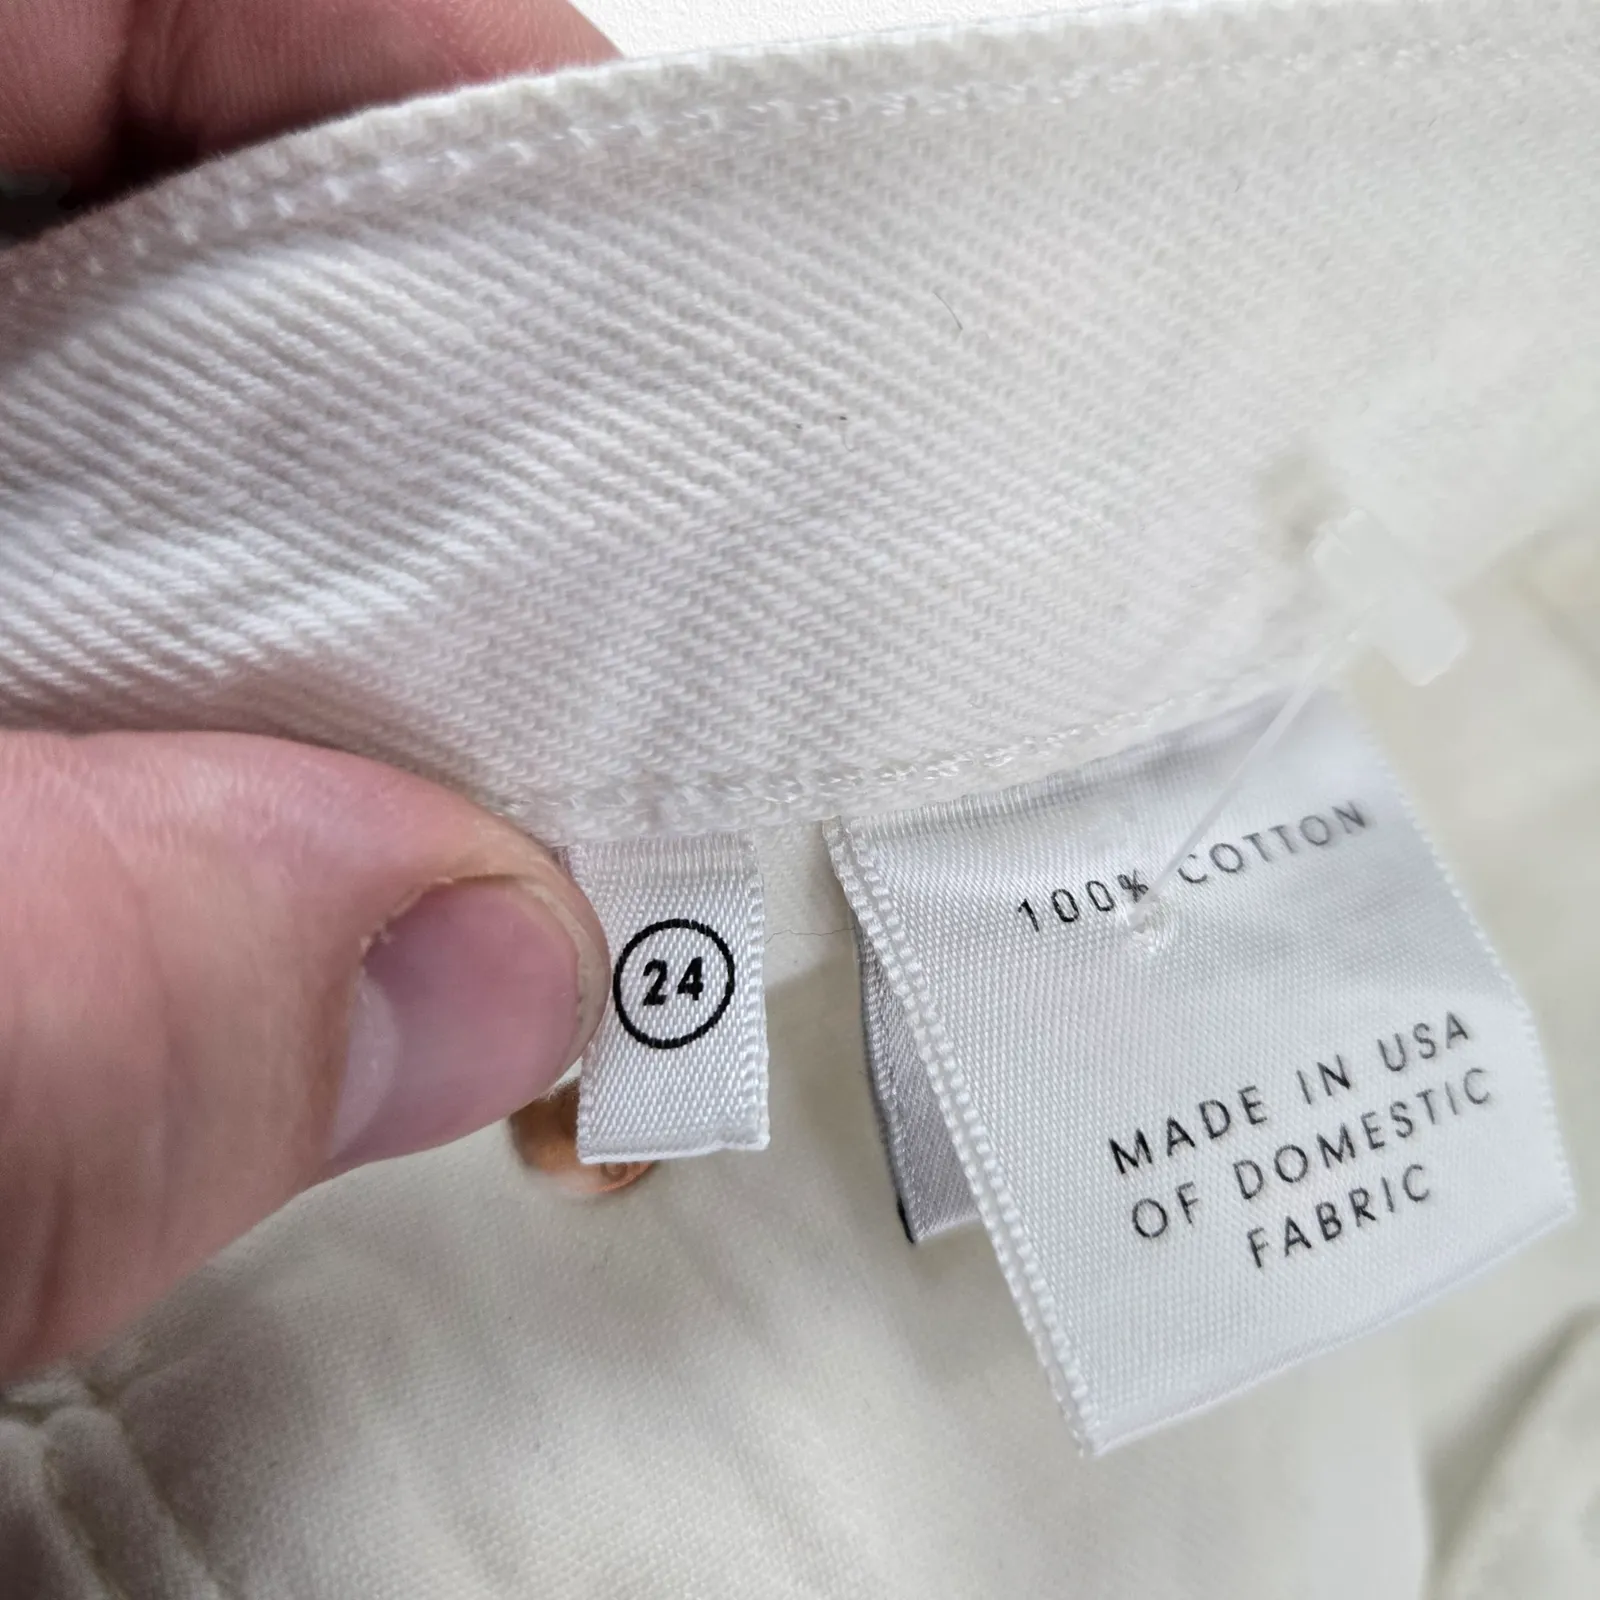 24
100% COTTON
MADE IN USA
OF DOMESTIC
FABRIC